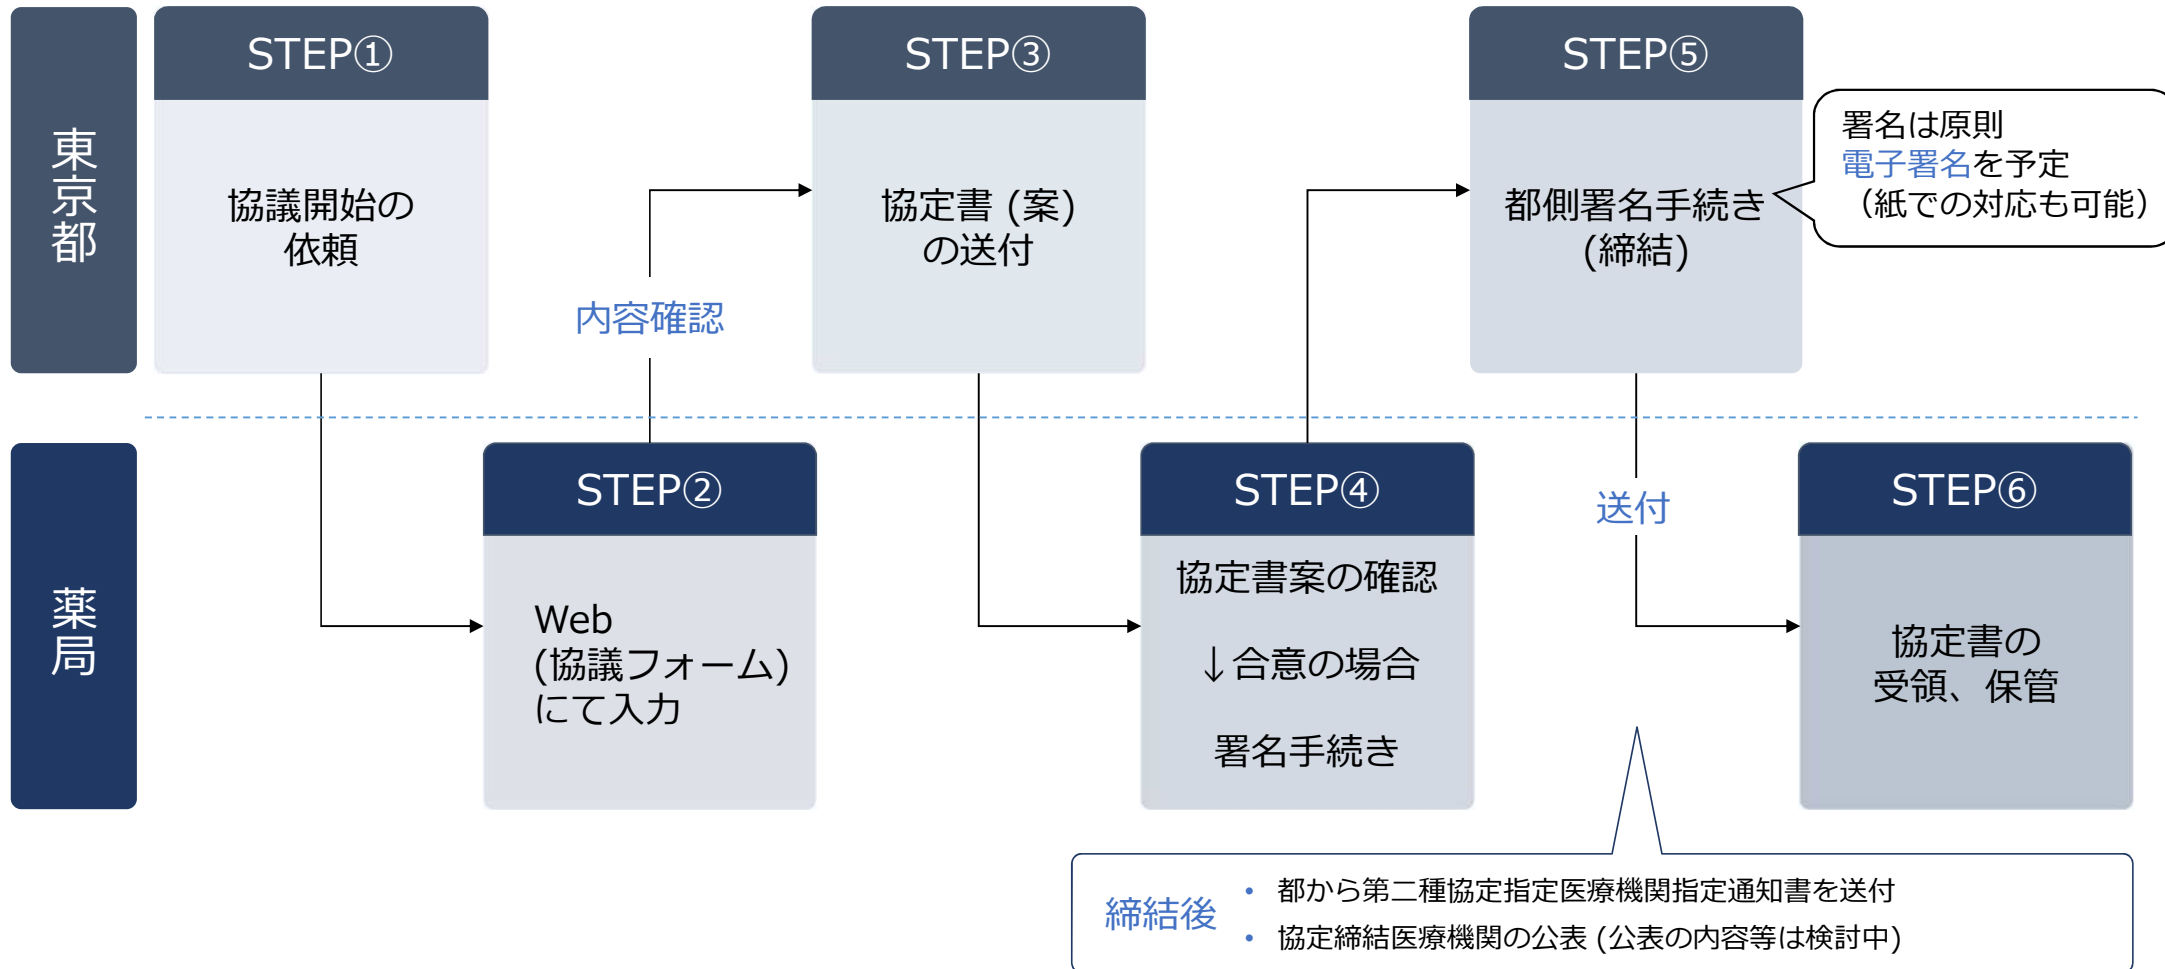 東京都
STEP①
協議開始の
依頼
STEP③
協定書 (案)
の送付
STEP⑤
都側署名手続き
(締結)
署名は原則
電子署名を予定
（紙での対応も可能）
内容確認
薬局
STEP②
Web
(協議フォーム)
にて入力
STEP④
協定書案の確認
↓合意の場合
署名手続き
送付
STEP⑥
協定書の
受領、保管
締結後
• 都から第二種協定指定医療機関指定通知書を送付
• 協定締結医療機関の公表 (公表の内容等は検討中)